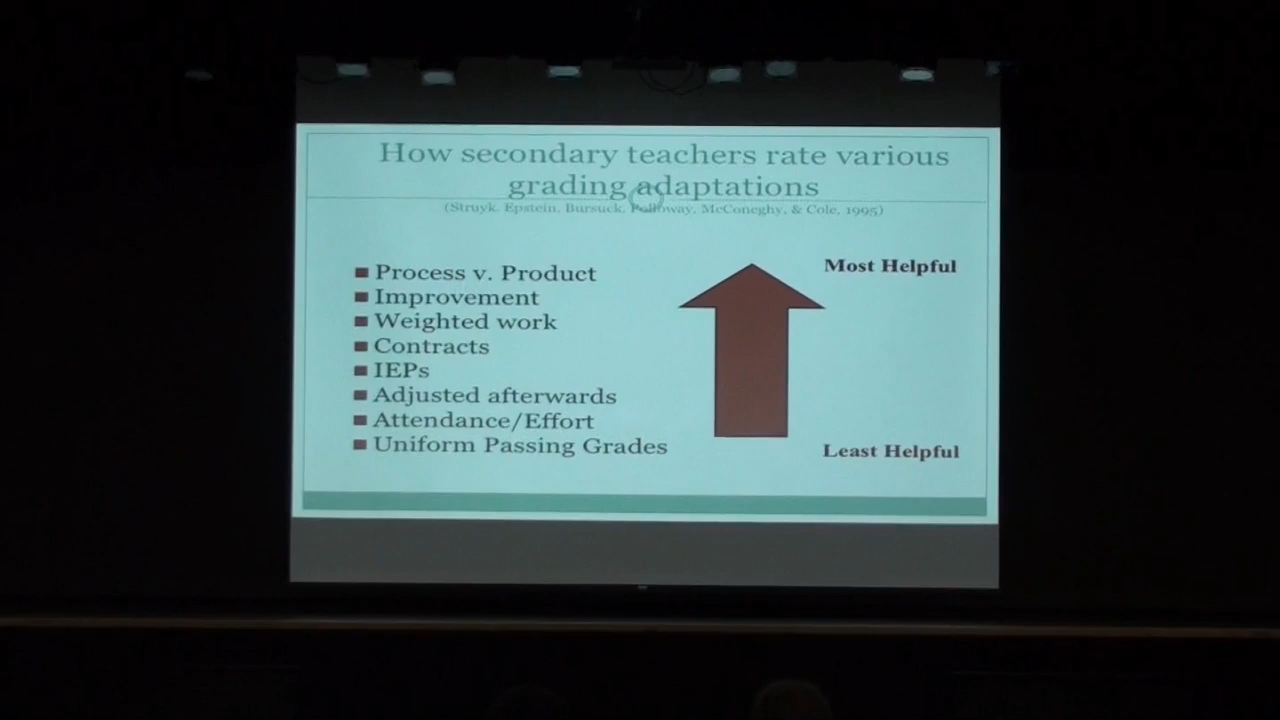 How secondary teachers rate various
grading adaptations
(Struyk, Epstein, Bursuck, Polloway, McConeghy, & Cole, 1995)
Process v. Product
Improvement
Weighted work
Contracts
IEPs
Adjusted afterwards
Attendance/Effort
Uniform Passing Grades
Most Helpful
Least Helpful